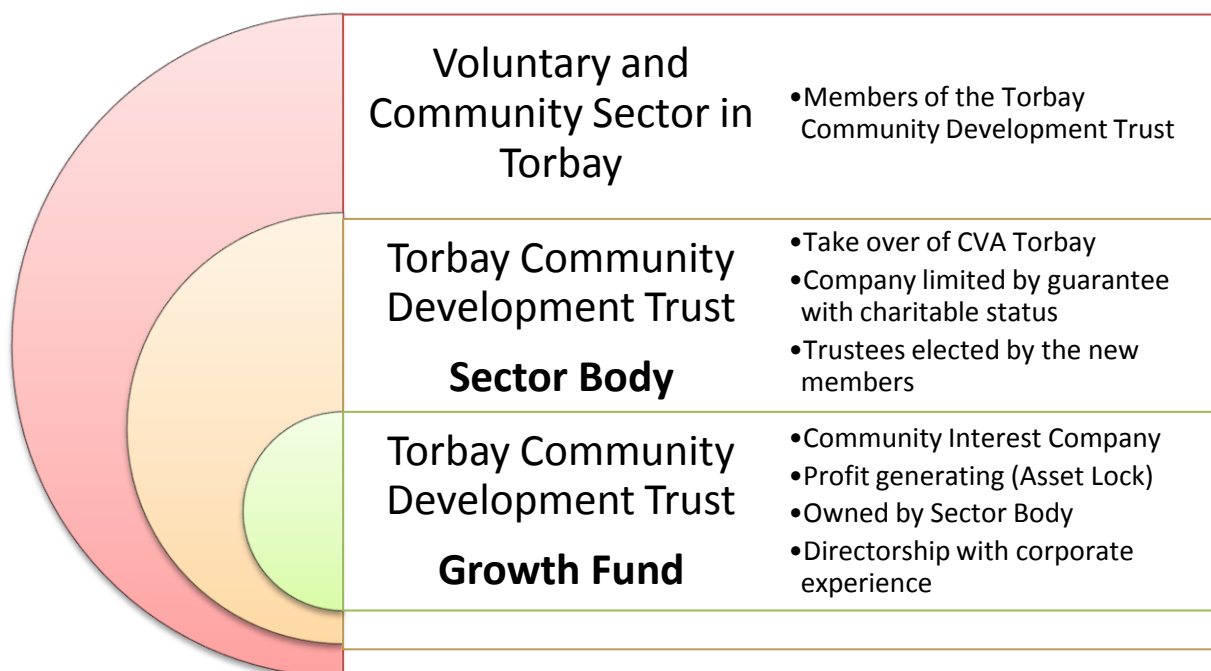 Voluntary and
Community Sector in
Torbay
•Members of the Torbay
Community Development Trust
Torbay Community
Development Trust
Sector Body
•Take over of CVA Torbay
•Company limited by guarantee
with charitable status
•Trustees elected by the new
members
Torbay Community
Development Trust
Growth Fund
•Community Interest Company
•Profit generating (Asset Lock)
•Owned by Sector Body
•Directorship with corporate
experience